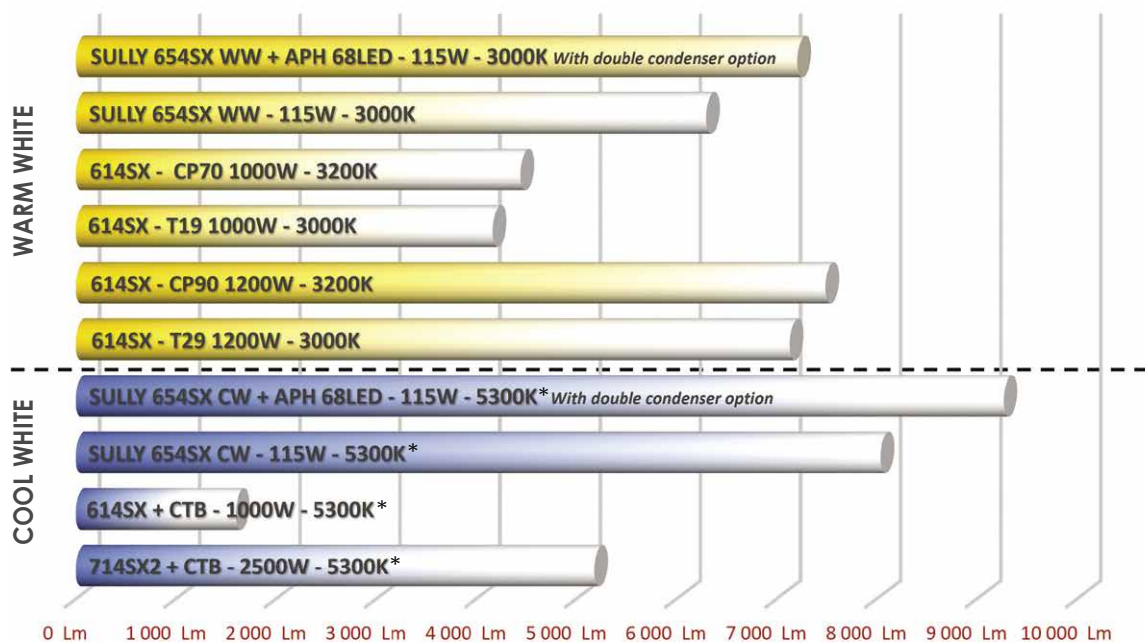 WARM WHITE
SULLY 654SX WW + APH 68LED - 115W - 3000K With double condenser option
SULLY 654SX WW - 115W - 3000K
614SX - CP70 1000W - 3200K
614SX - T19 1000W - 3000K
614SX - CP90 1200W - 3200K
614SX - T29 1200W - 3000K
COOL WHITE
SULLY 654SX CW + APH 68LED - 115W - 5300K* With double condenser option
SULLY 654SX CW - 115W - 5300K*
614SX + CTB - 1000W - 5300K*
714SX2 + CTB - 2500W - 5300K*
0 Lm 1 000 Lm 2 000 Lm 3 000 Lm 4 000 Lm 5 000 Lm 6 000 Lm 7 000 Lm 8 000 Lm 9 000 Lm 10 000 Lm